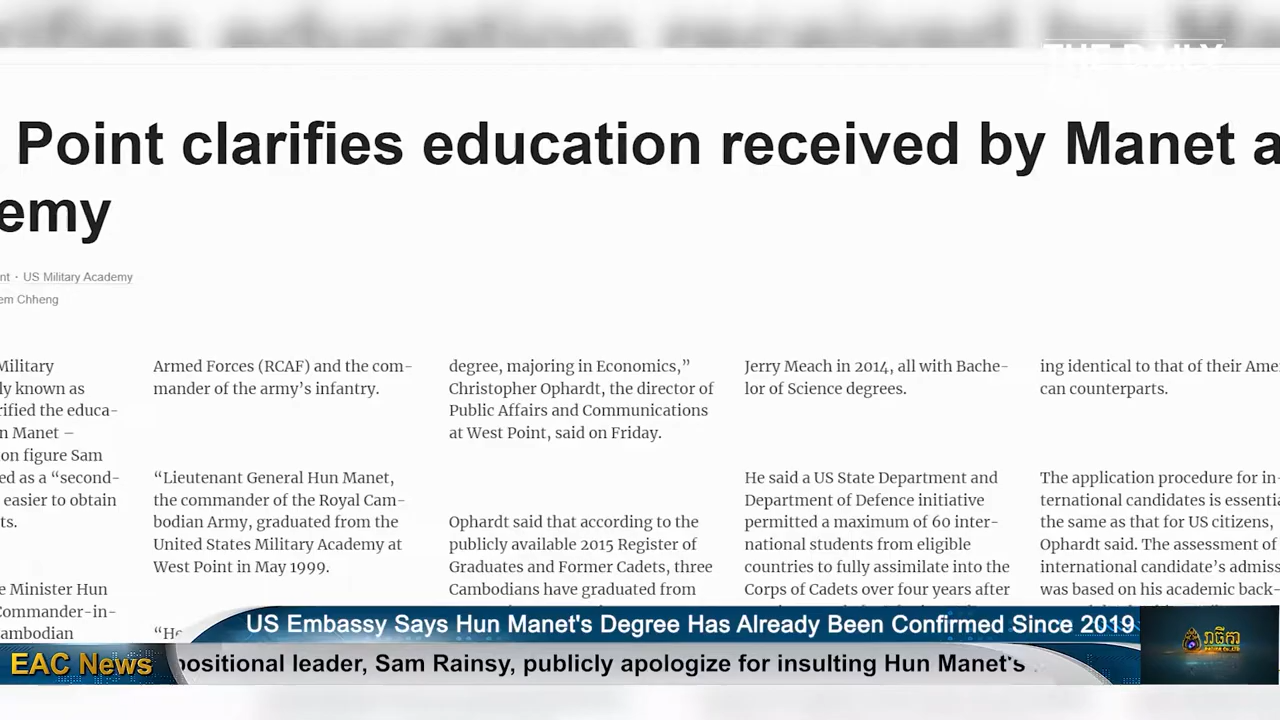 THE DAILY
Point clarifies education received by Manet a
emy
nt · US Military Academy
em Chheng
Military
ly known as
rified the educa-
n Manet –
on figure Sam
ed as a “second-
easier to obtain
ts.
e Minister Hun
Commander-in-
ambodian
Armed Forces (RCAF) and the com-
mander of the army’s infantry.
“Lieutenant General Hun Manet,
the commander of the Royal Cam-
bodian Army, graduated from the
United States Military Academy at
West Point in May 1999.
“He
degree, majoring in Economics,”
Christopher Ophardt, the director of
Public Affairs and Communications
at West Point, said on Friday.
Ophardt said that according to the
publicly available 2015 Register of
Graduates and Former Cadets, three
Cambodians have graduated from
Jerry Meach in 2014, all with Bache-
lor of Science degrees.
He said a US State Department and
Department of Defence initiative
permitted a maximum of 60 inter-
national students from eligible
countries to fully assimilate into the
Corps of Cadets over four years after
ing identical to that of their Ame
can counterparts.
The application procedure for in-
ternational candidates is essentia
the same as that for US citizens,
Ophardt said. The assessment of
international candidate’s admiss
was based on his academic back-
US Embassy Says Hun Manet's Degree Has Already Been Confirmed Since 2019
EAC News
positional leader, Sam Rainsy, publicly apologize for insulting Hun Manet's
រាធីកា